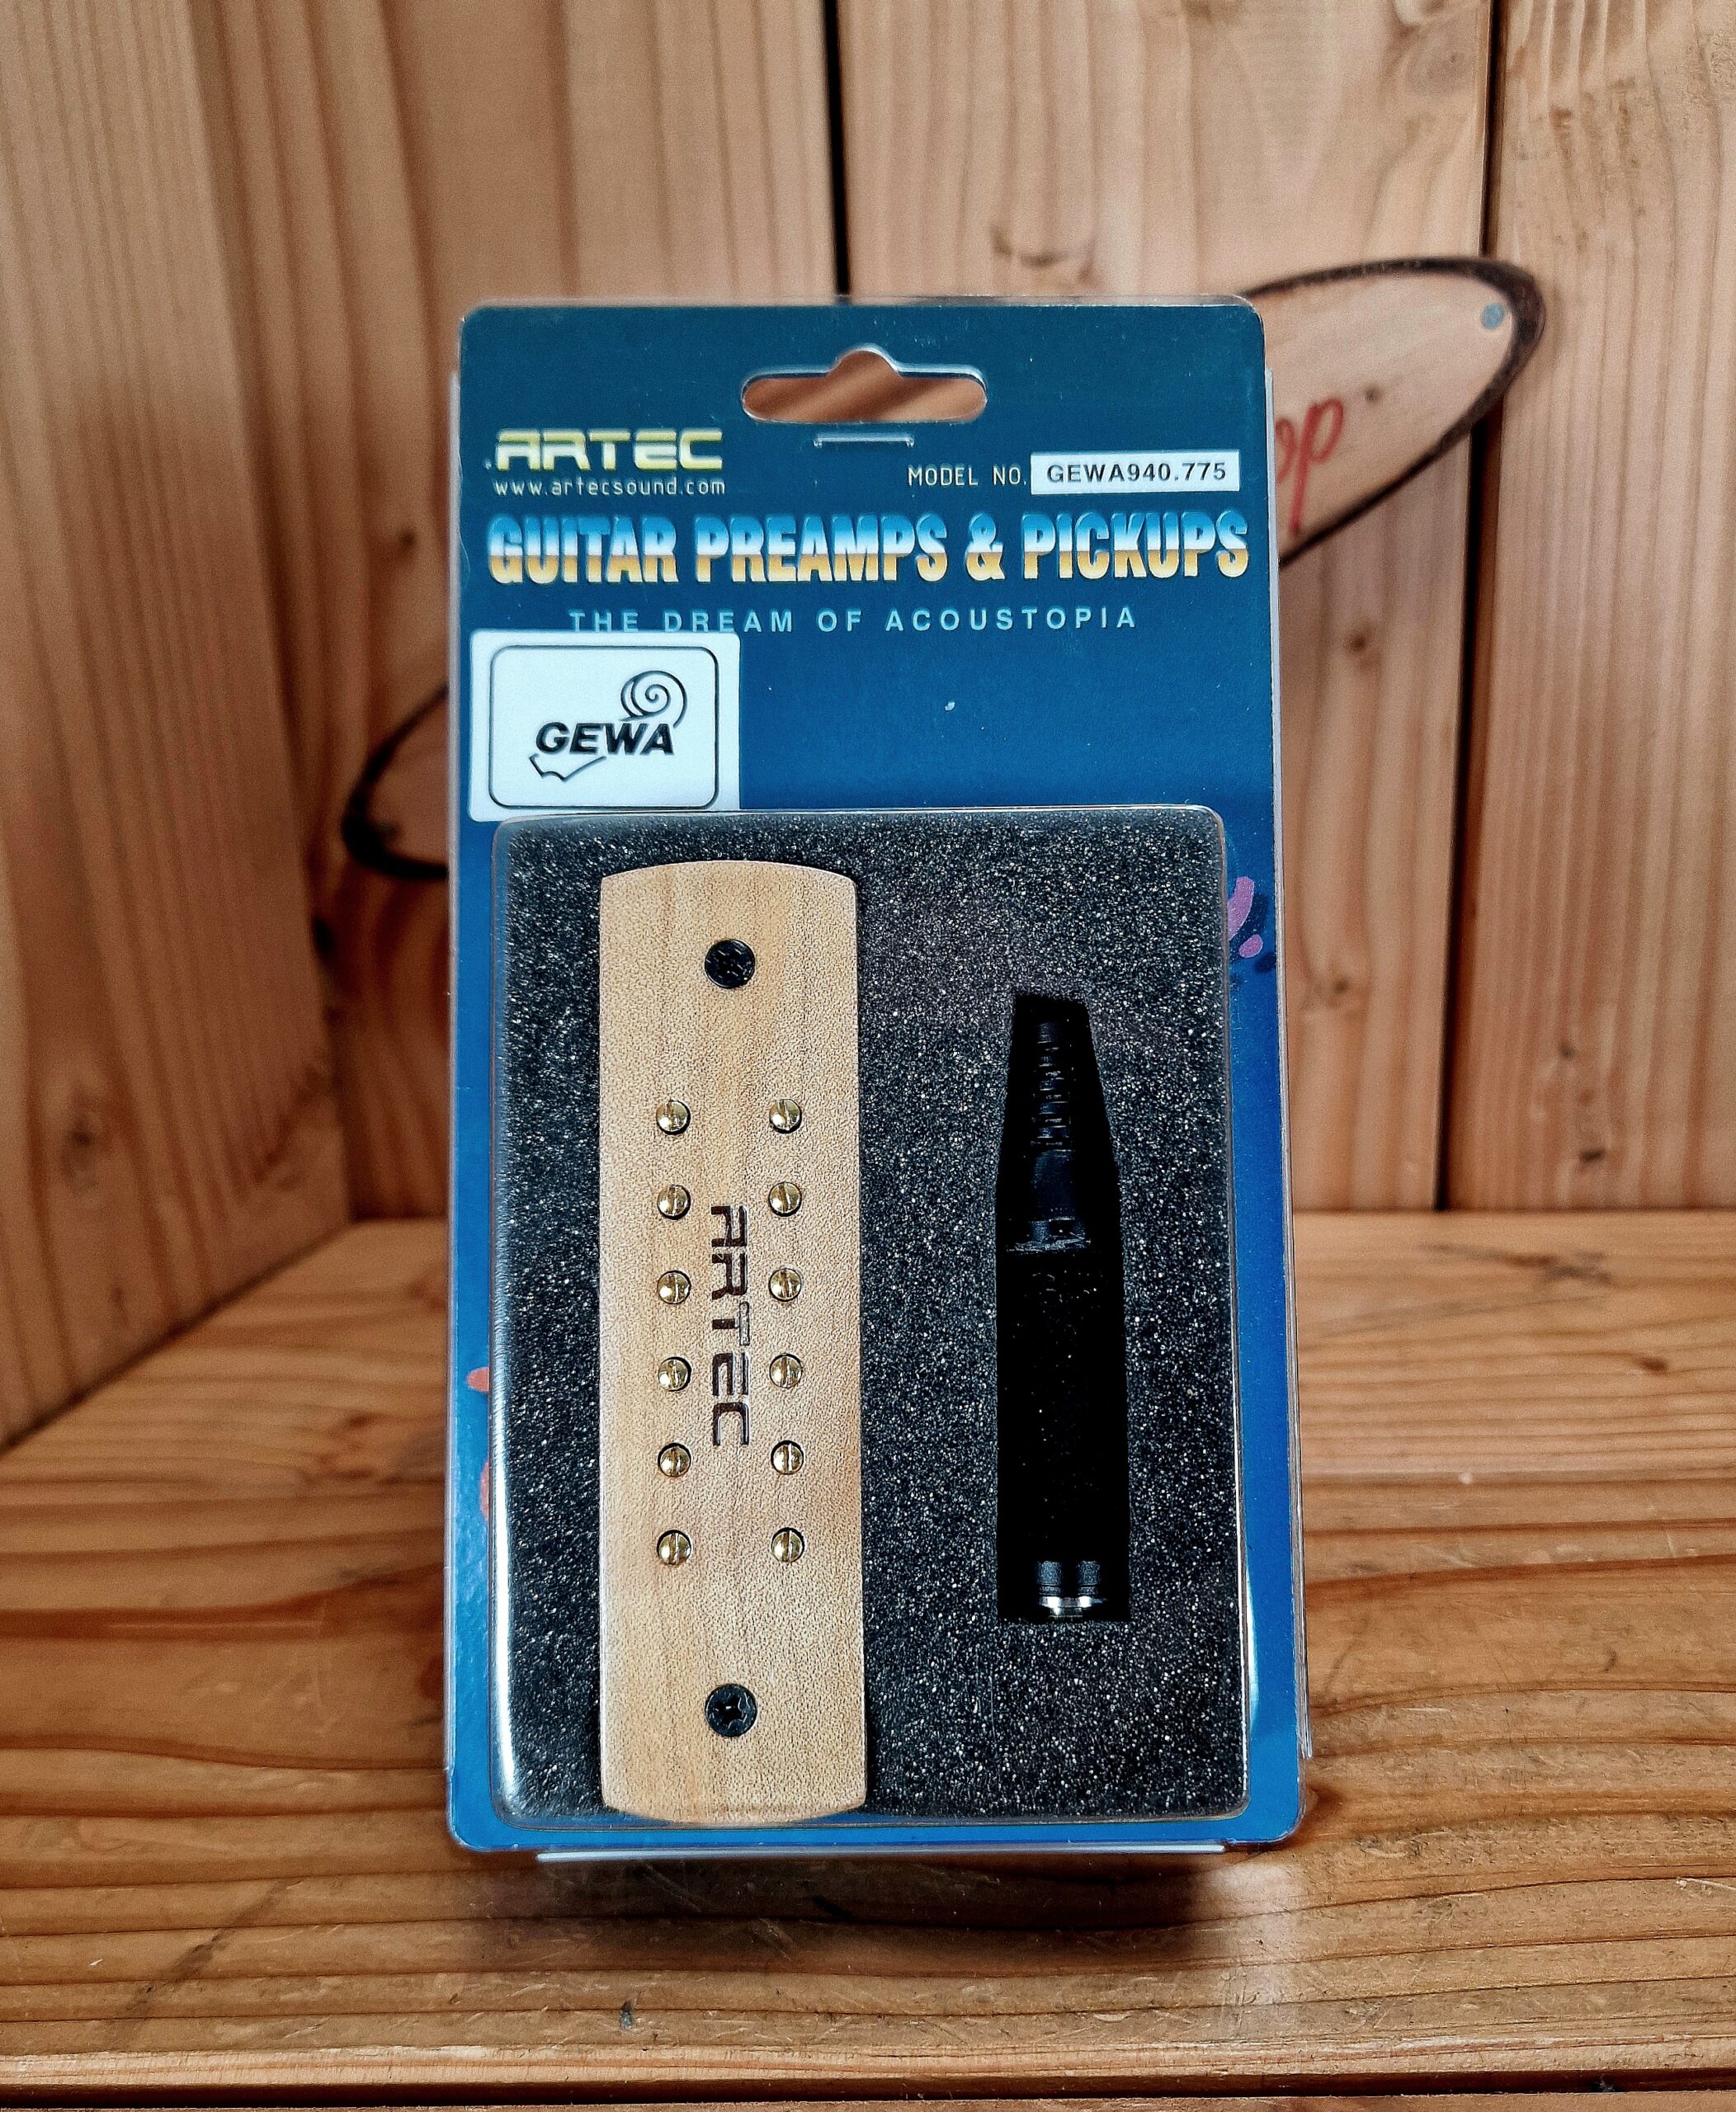 ARTEC
www.artecsound.com
MODEL NO. GEWA940.775
GUITAR PREAMPS & PICKUPS
THE DREAM OF ACOUSTOPIA
GEWA
ARTEC